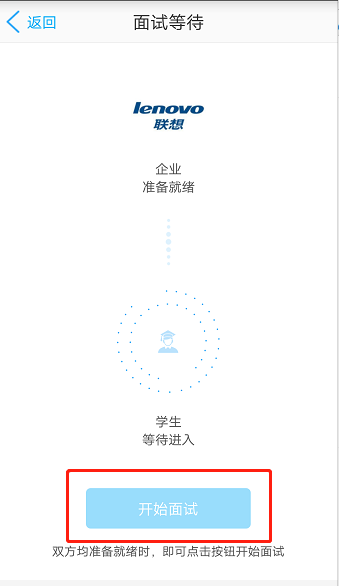 返回
面试等待
lenovo
联想
企业
准备就绪
学生
等待进入
开始面试
双方均准备就绪时，即可点击按钮开始面试